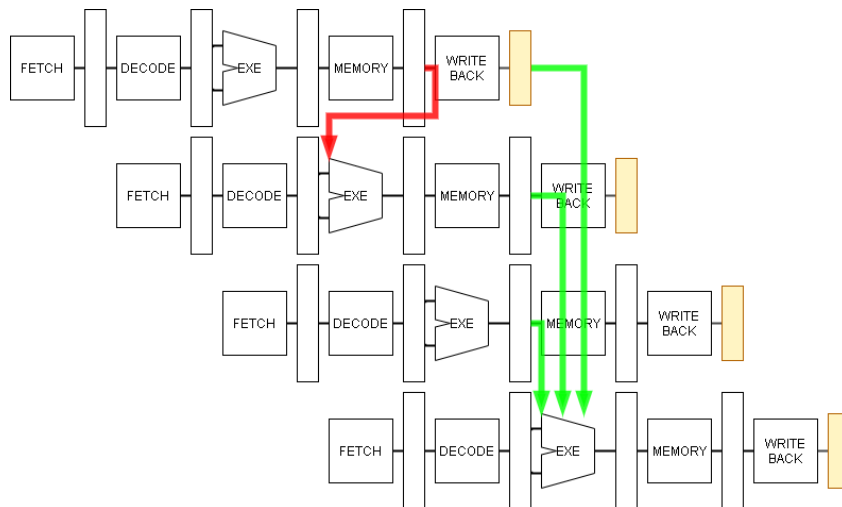 FETCH
DECODE
EXE
MEMORY
WRITE
BACK
FETCH
DECODE
EXE
MEMORY
WRITE
BACK
FETCH
DECODE
EXE
MEMORY
WRITE
BACK
FETCH
DECODE
EXE
MEMORY
WRITE
BACK